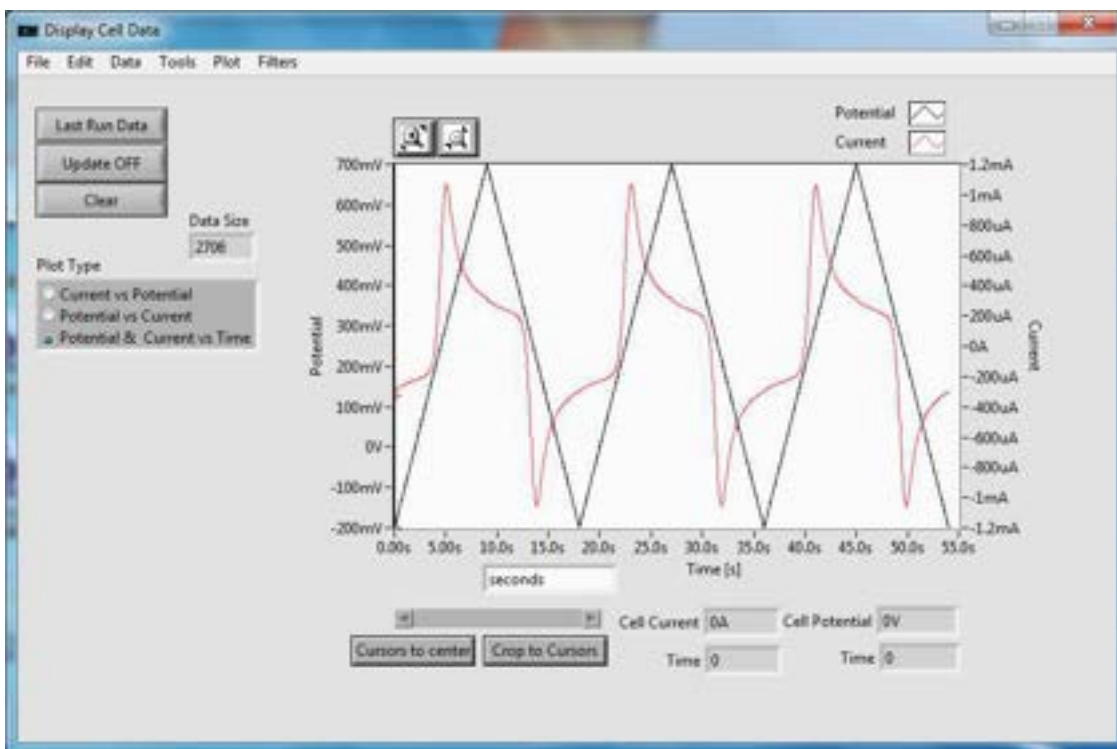 Display Cell Data
File Edit Data Tools Plot Filters
Last Run Data
Update OFF
Clear
Data Size
2706
Plot Type
Current vs Potential
Potential vs Current
Potential & Current vs Time
Potential
Current
700mV
600mV
500mV
400mV
300mV
200mV
100mV
0V
-100mV
-200mV
Potential
1.2mA
1mA
800uA
600uA
400uA
200uA
0A
-200uA
-400uA
-600uA
-800uA
-1mA
-1.2mA
Current
0.00s 5.00s 10.0s 15.0s 20.0s 25.0s 30.0s 35.0s 40.0s 45.0s 50.0s 55.0s
Time [s]
seconds
Cursors to center Crop to Cursors
Cell Current 0A Cell Potential 0V
Time 0 Time 0